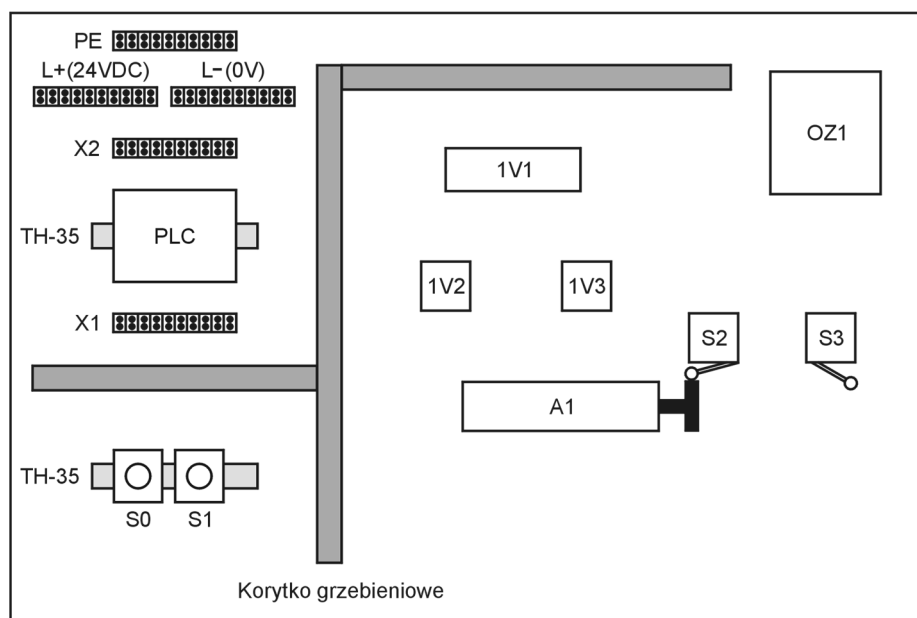 PE
L+(24VDC) L-(0V)
OZ1
X2
1V1
TH-35 PLC
1V2 1V3
X1
S2 S3
A1
TH-35
S0 S1
Korytko grzebieniowe